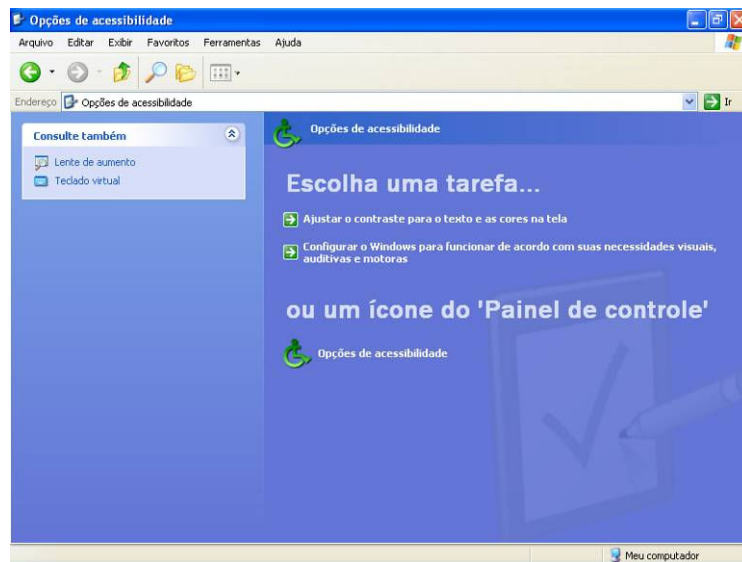 Opções de acessibilidade
Arquivo Editar Exibir Favoritos Ferramentas Ajuda
Endereço Opções de acessibilidade Ir
Consulte também
Lente de aumento
Teclado virtual
Opções de acessibilidade
Escolha uma tarefa...
Ajustar o contraste para o texto e as cores na tela
Configurar o Windows para funcionar de acordo com suas necessidades visuais,
auditivas e motoras
ou um ícone do 'Painel de controle'
Opções de acessibilidade
Meu computador